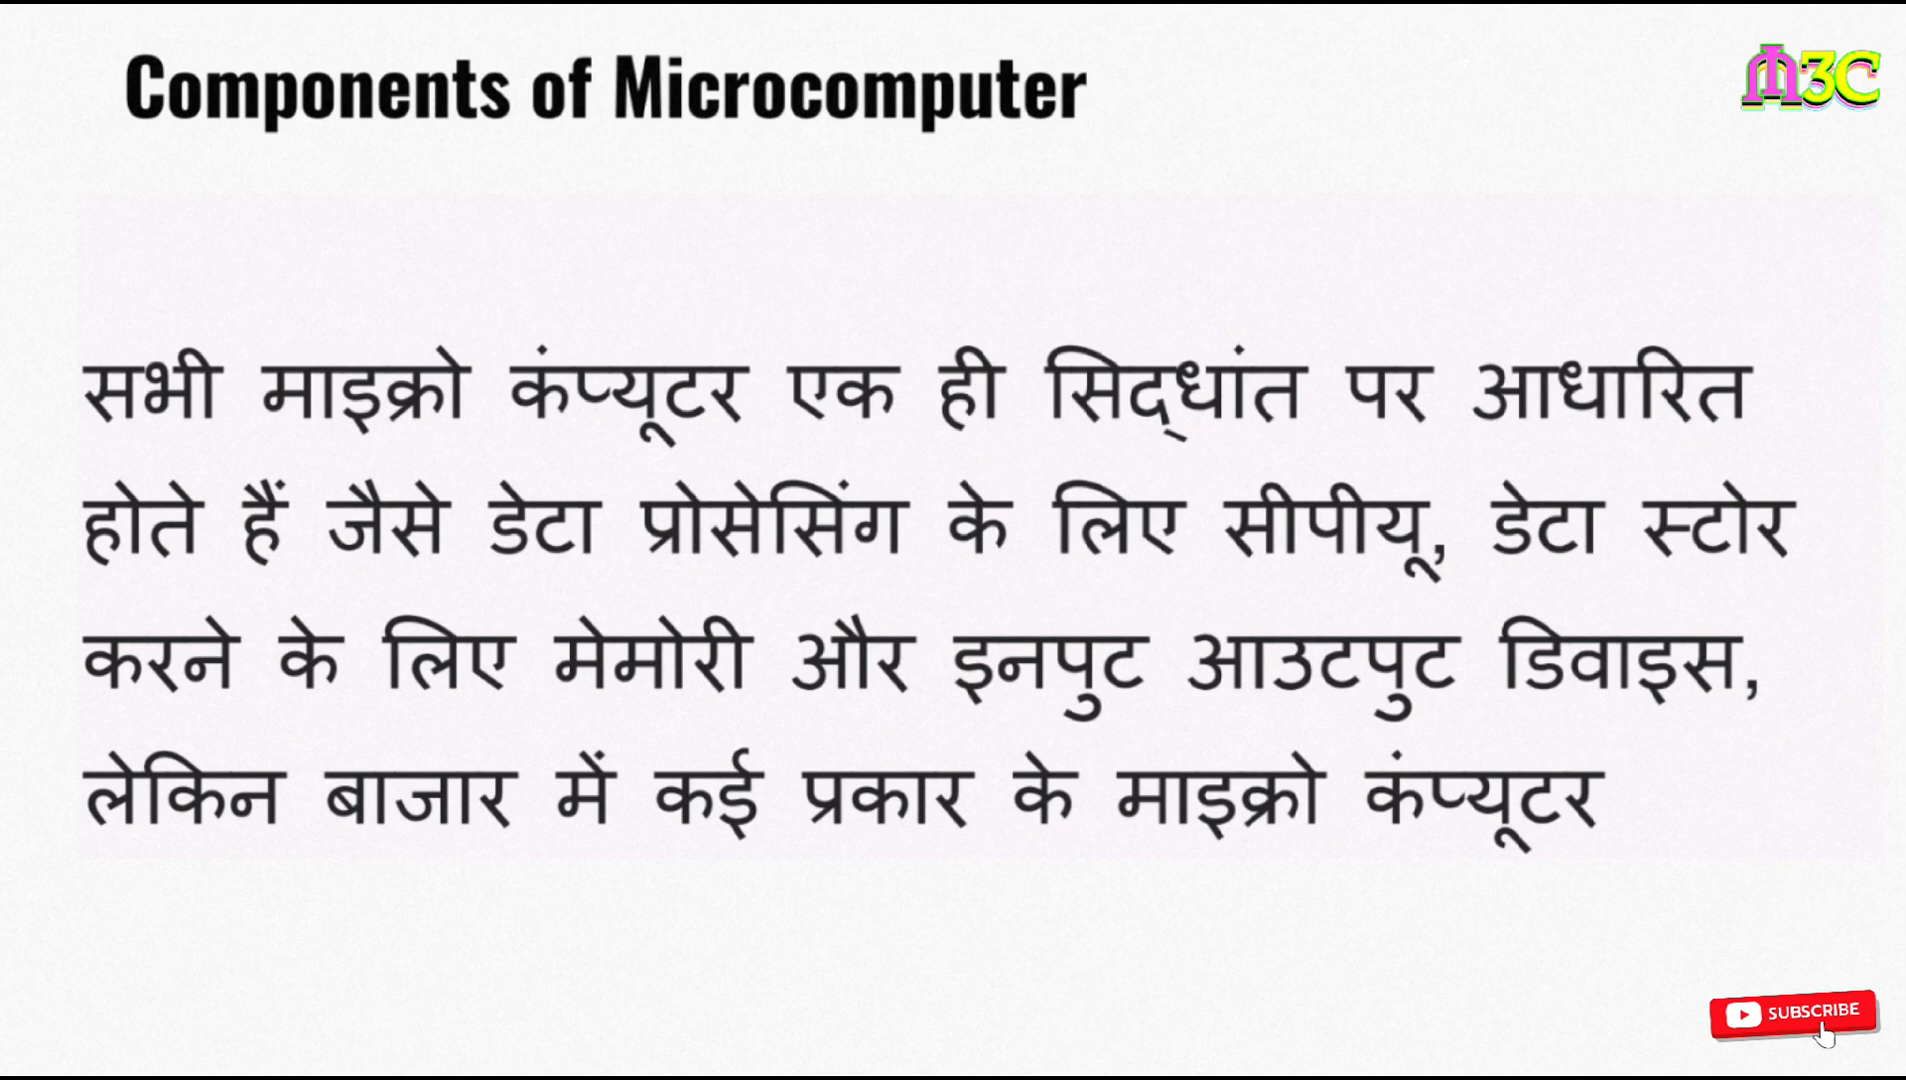 Components of Microcomputer
M3C
सभी माइक्रो कंप्यूटर एक ही सिद्धांत पर आधारित
होते हैं जैसे डेटा प्रोसेसिंग के लिए सीपीयू, डेटा स्टोर
करने के लिए मेमोरी और इनपुट आउटपुट डिवाइस,
लेकिन बाजार में कई प्रकार के माइक्रो कंप्यूटर
SUBSCRIBE